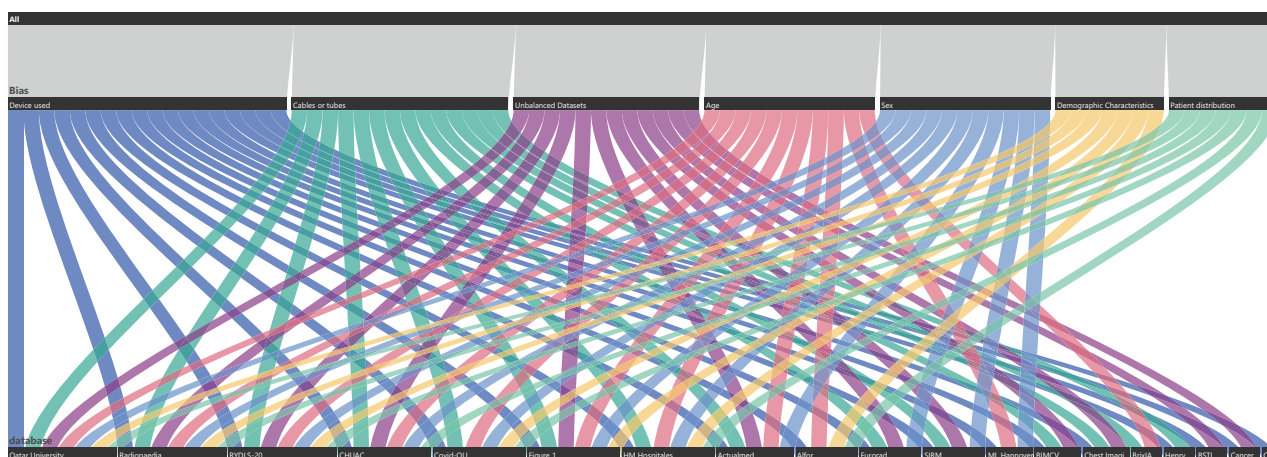 All
Bias
Device used Cables or tubes Unbalanced Datasets Age Sex Demographic Characteristics Patient distribution
database
Qatar University Radiopaedia RYDLS-20 CHUAC Covid-QU Figure 1 HM Hospitales Actualmed Alfor Eurorad SIRM ML Hannover BIMCV Chest Imagi BrixIA Henry BSTI Cancer